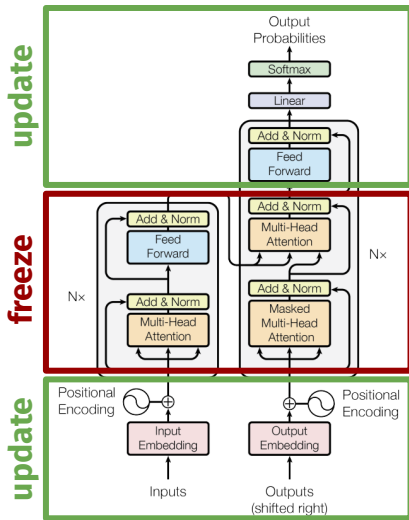 update
Output
Probabilities
Softmax
Linear
Add & Norm
Feed
Forward
freeze
Add & Norm
Feed
Forward
N×
Add & Norm
Multi-Head
Attention
Add & Norm
Multi-Head
Attention
N×
Add & Norm
Masked
Multi-Head
Attention
update
Positional
Encoding
Input
Embedding
Inputs
Positional
Encoding
Output
Embedding
Outputs
(shifted right)